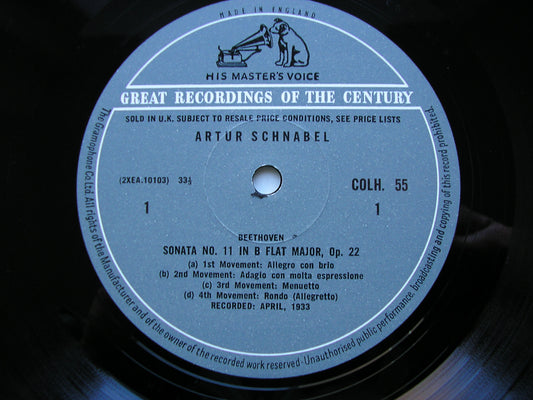 MADE IN ENGLAND
HIS MASTER'S VOICE
GREAT RECORDINGS OF THE CENTURY
SOLD IN U.K. SUBJECT TO RESALE PRICE CONDITIONS, SEE PRICE LISTS
ARTUR SCHNABEL
(2XEA.10103) 33⅓
COLH. 55
1
1
BEETHOVEN
SONATA NO. 11 IN B FLAT MAJOR, Op. 22
(a) 1st Movement: Allegro con brio
(b) 2nd Movement: Adagio con molta espressione
(c) 3rd Movement: Menuetto
(d) 4th Movement: Rondo (Allegretto)
RECORDED: APRIL, 1933
The Gramophone Co. Ltd. All rights of the Manufacturer and of the owner of the recorded work reserved-Unauthorised public performance, broadcasting and copying of this recording prohibited.